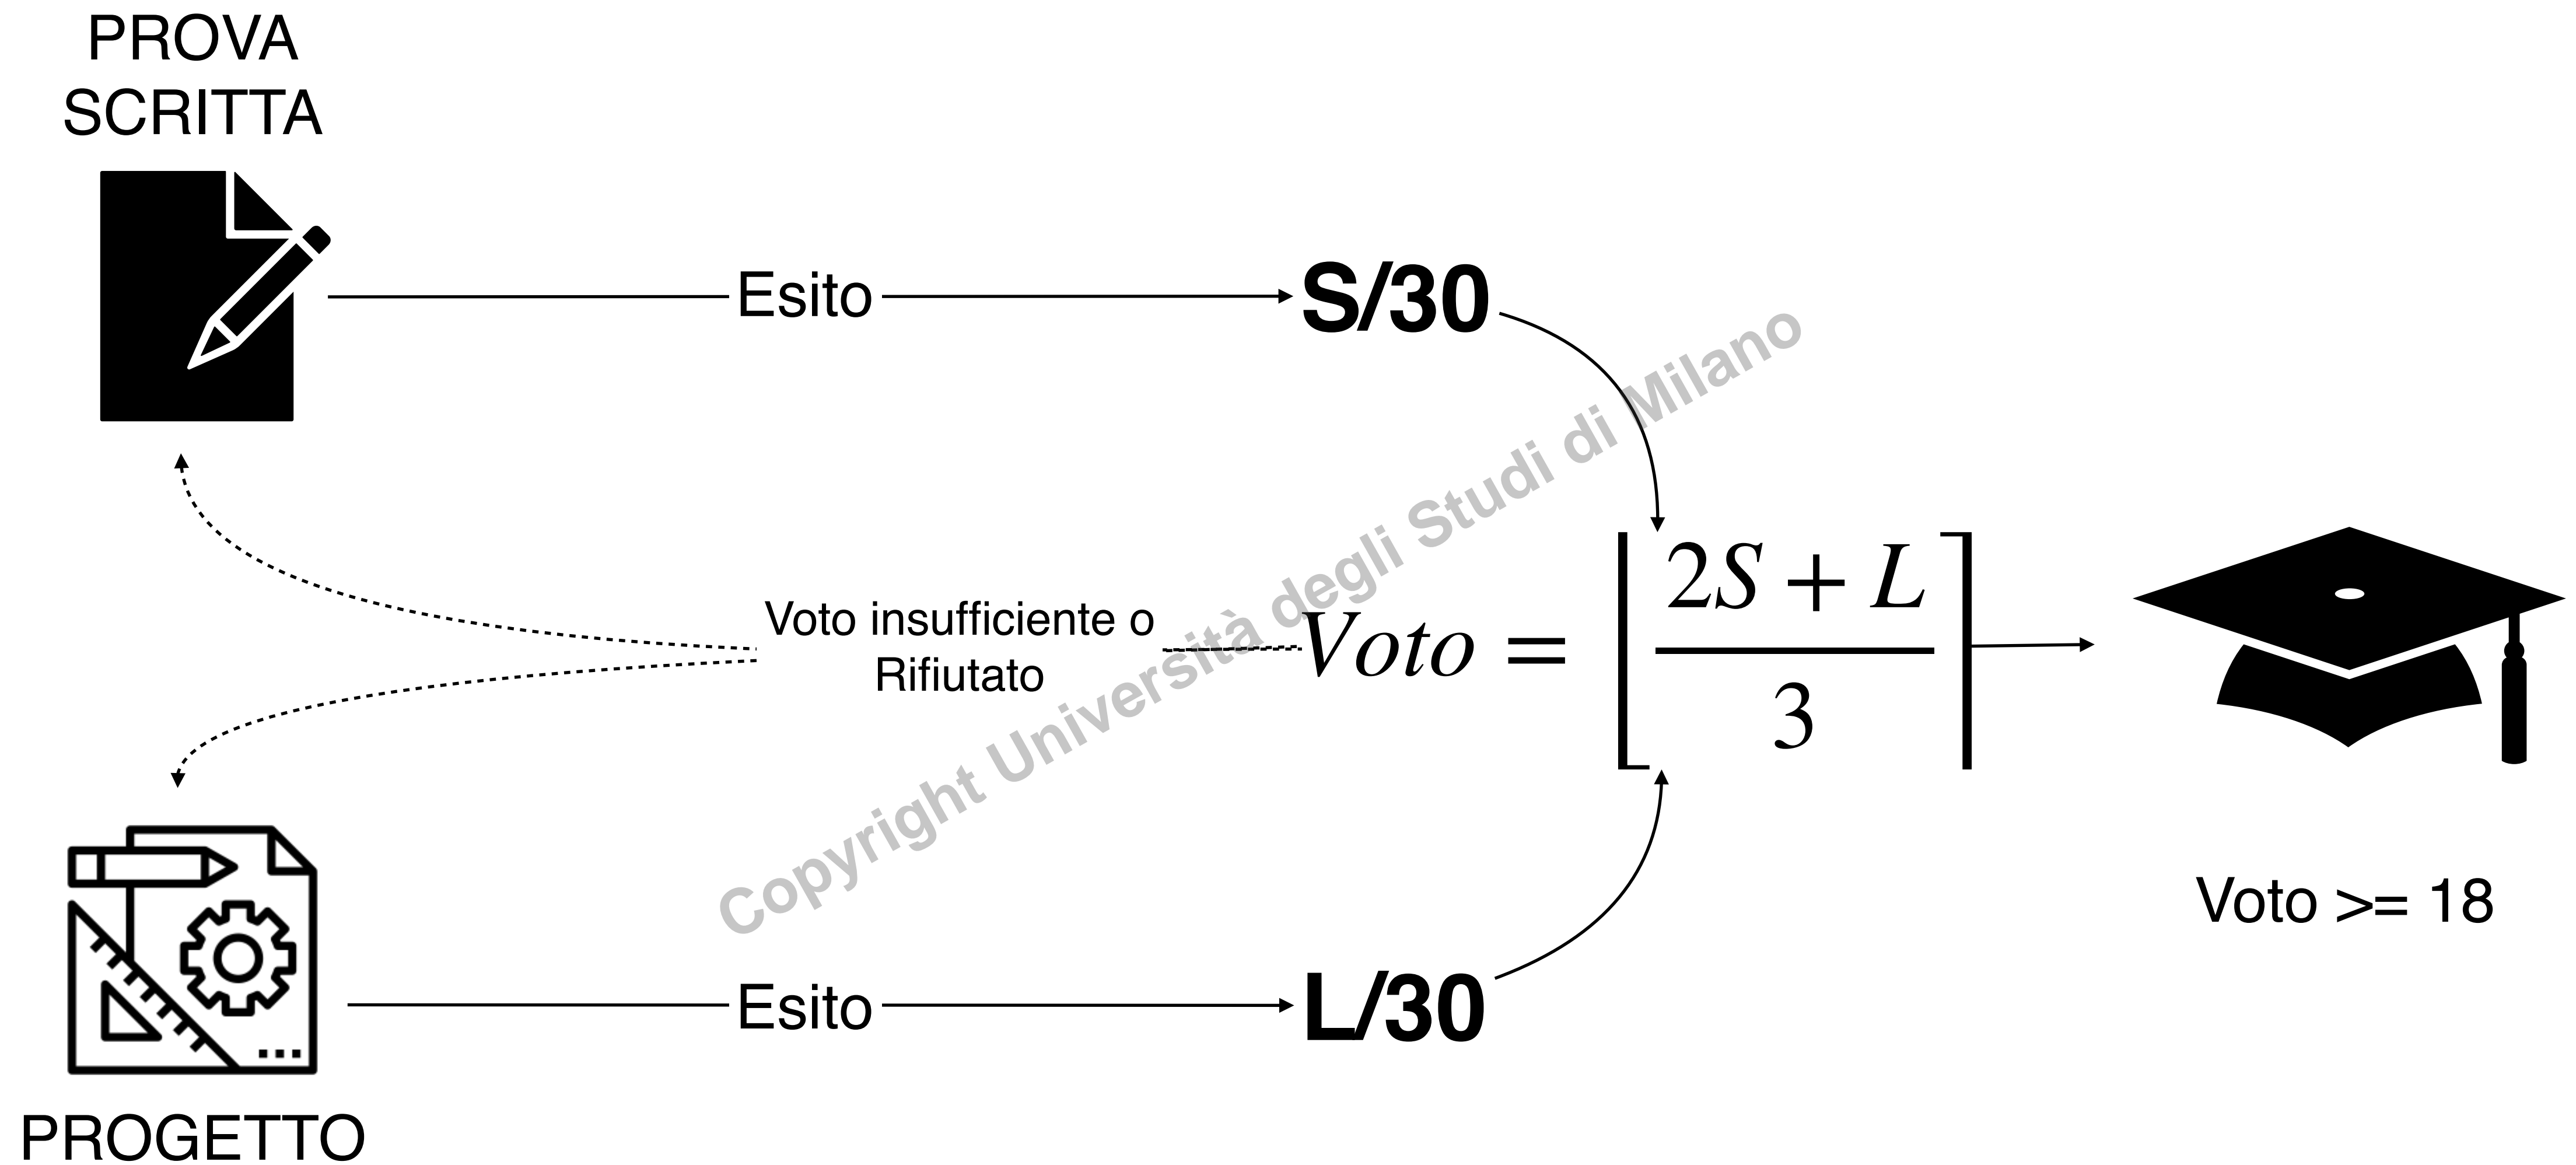 PROVA
SCRITTA
Esito
S/30
Voto insufficiente o
Rifiutato
Voto = ⌊(2S + L)/3⌉
Voto >= 18
Esito
L/30
PROGETTO
Copyright Università degli Studi di Milano